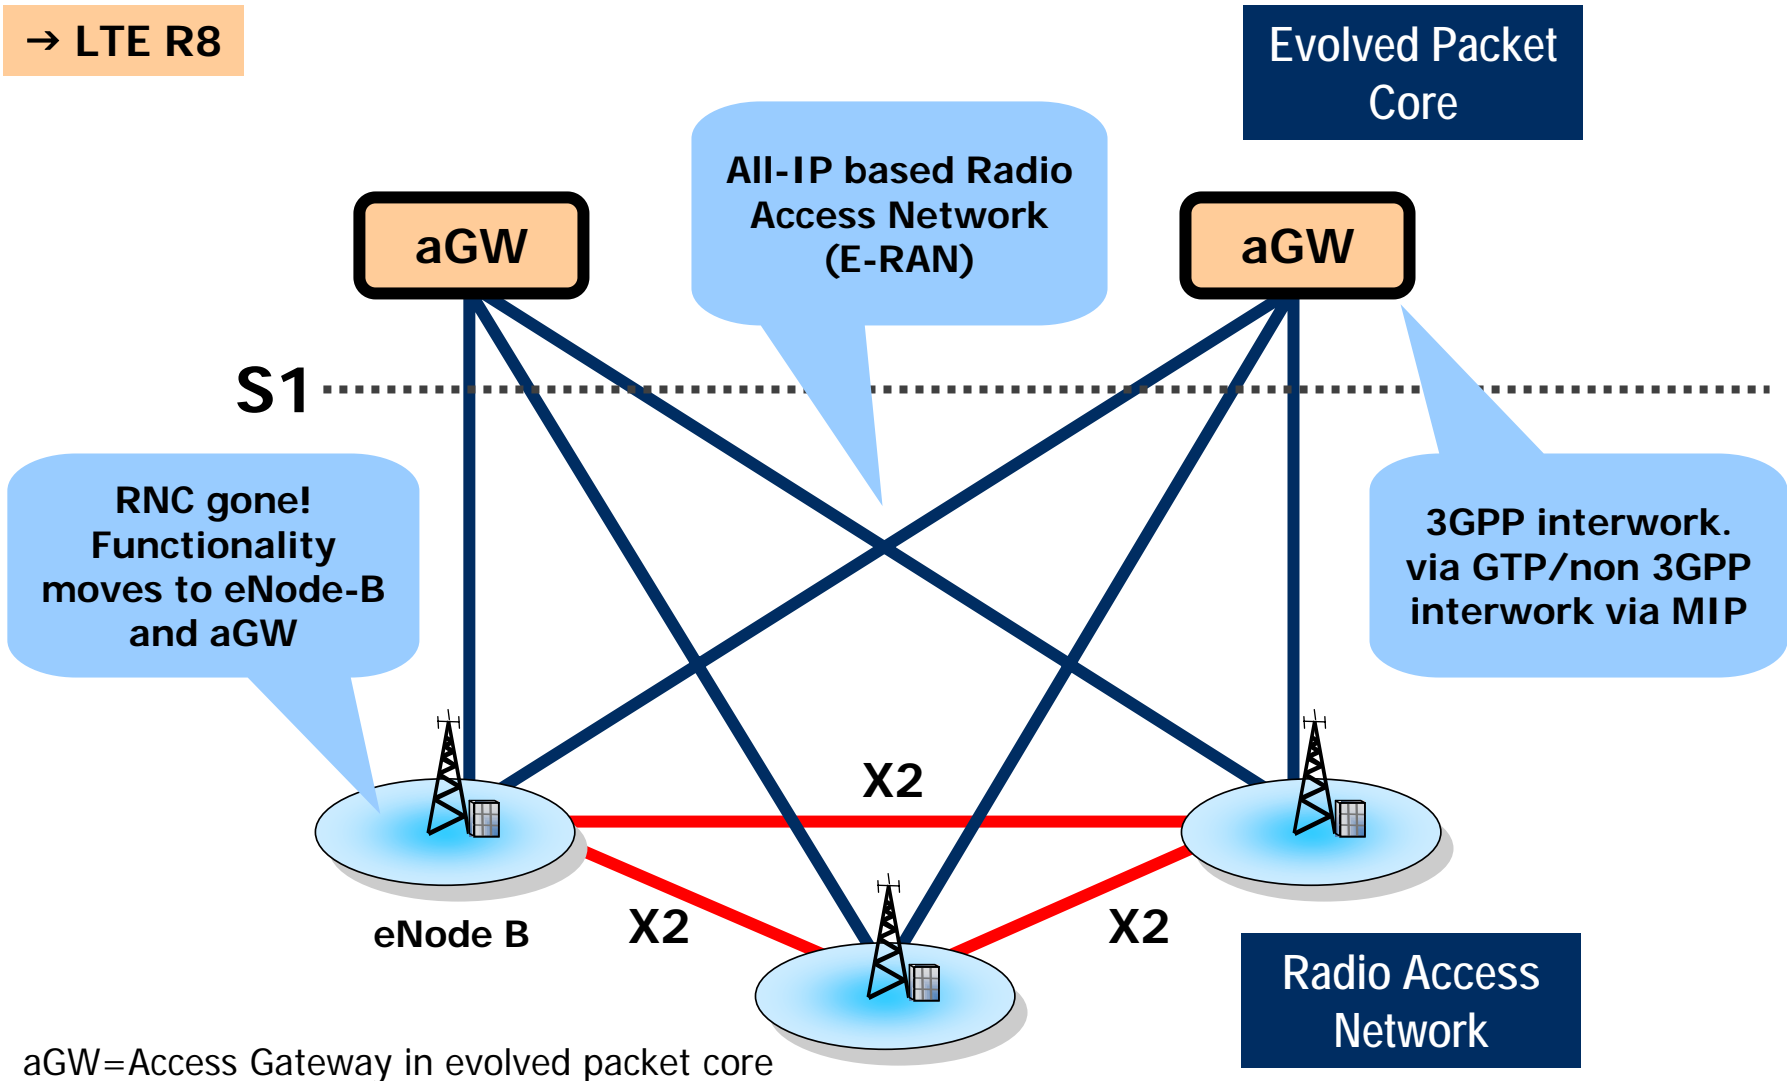 → LTE R8
Evolved Packet
Core
All-IP based Radio
Access Network
(E-RAN)
aGW
aGW
S1
RNC gone!
Functionality
moves to eNode-B
and aGW
3GPP interwork.
via GTP/non 3GPP
interwork via MIP
X2
eNode B
X2
X2
Radio Access
Network
aGW=Access Gateway in evolved packet core